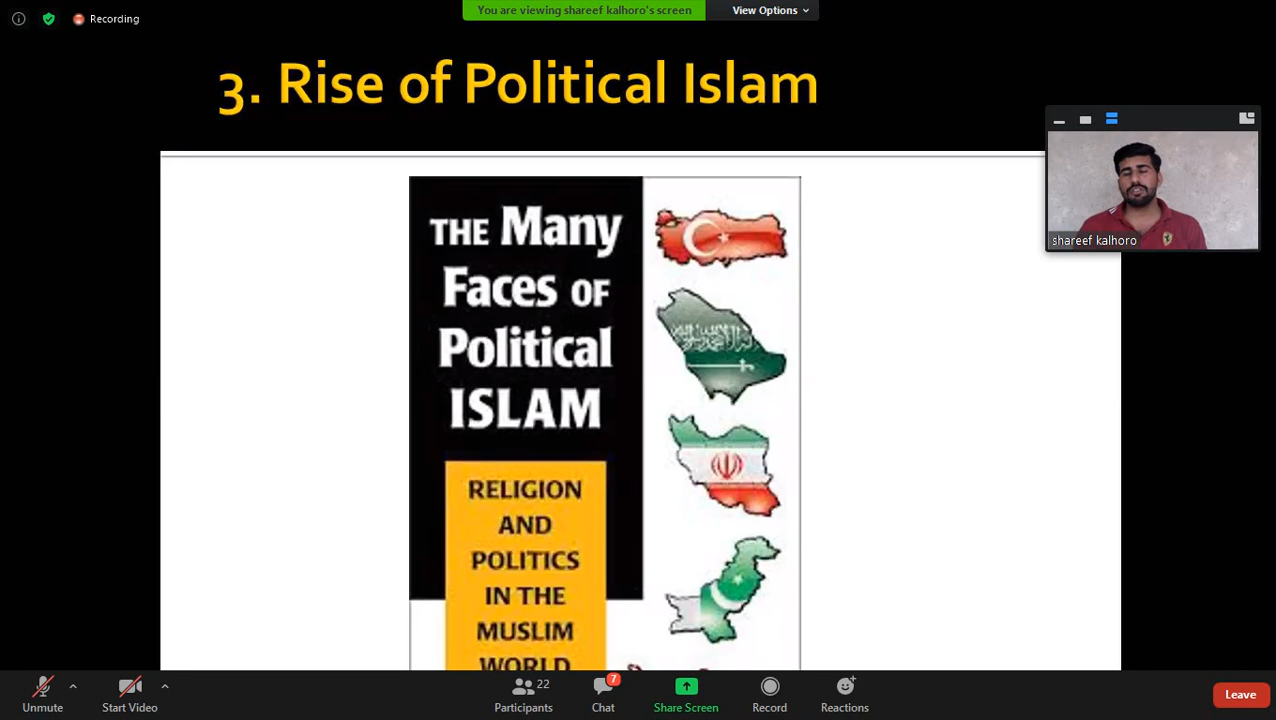 Recording
You are viewing shareef kalhoro's screen
View Options
3. Rise of Political Islam
THE Many
Faces OF
Political
ISLAM
RELIGION
AND
POLITICS
IN THE
MUSLIM
WORLD
shareef kalhoro
Unmute
Start Video
22
Participants
7
Chat
Share Screen
Record
Reactions
Leave